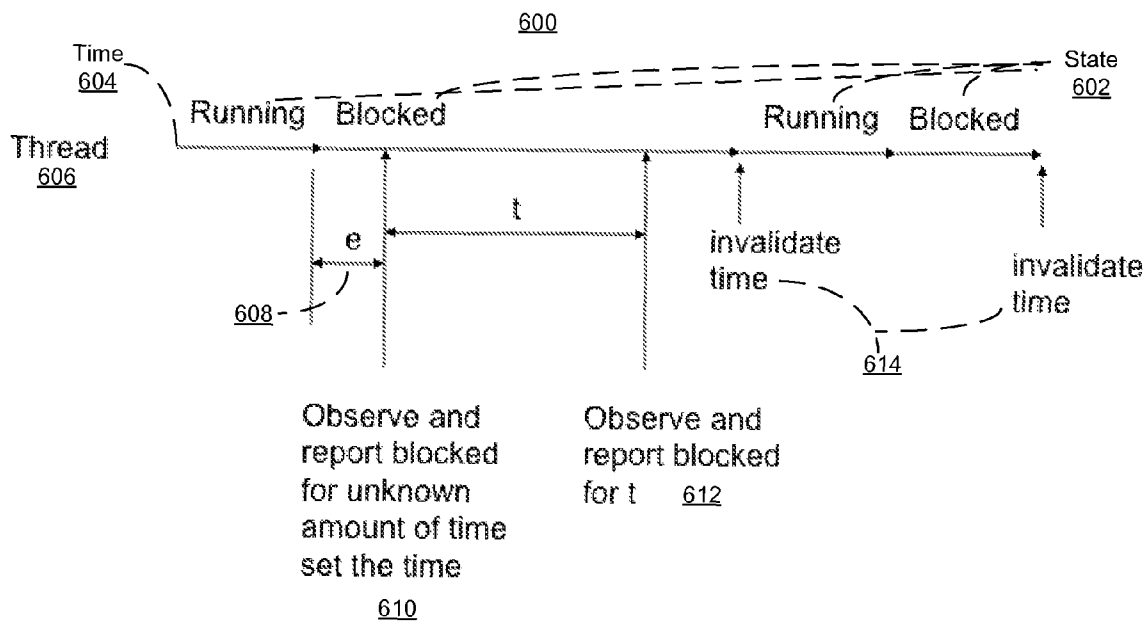 600
Time
604
State
602
Running Blocked
Running Blocked
Thread
606
t
e
608
invalidate
time
invalidate
time
614
Observe and
report blocked
for unknown
amount of time
set the time
610
Observe and
report blocked
for t 612